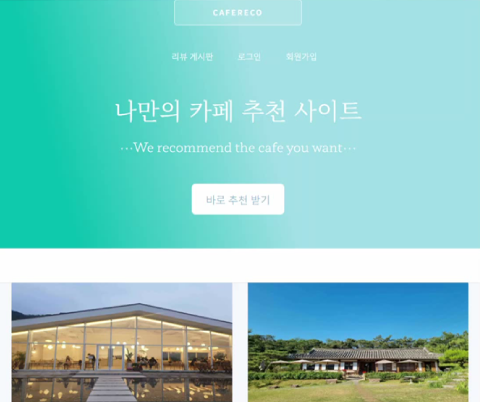 CAFERECO
리뷰 게시판 로그인 회원가입
나만의 카페 추천 사이트
···We recommend the cafe you want···
바로 추천 받기